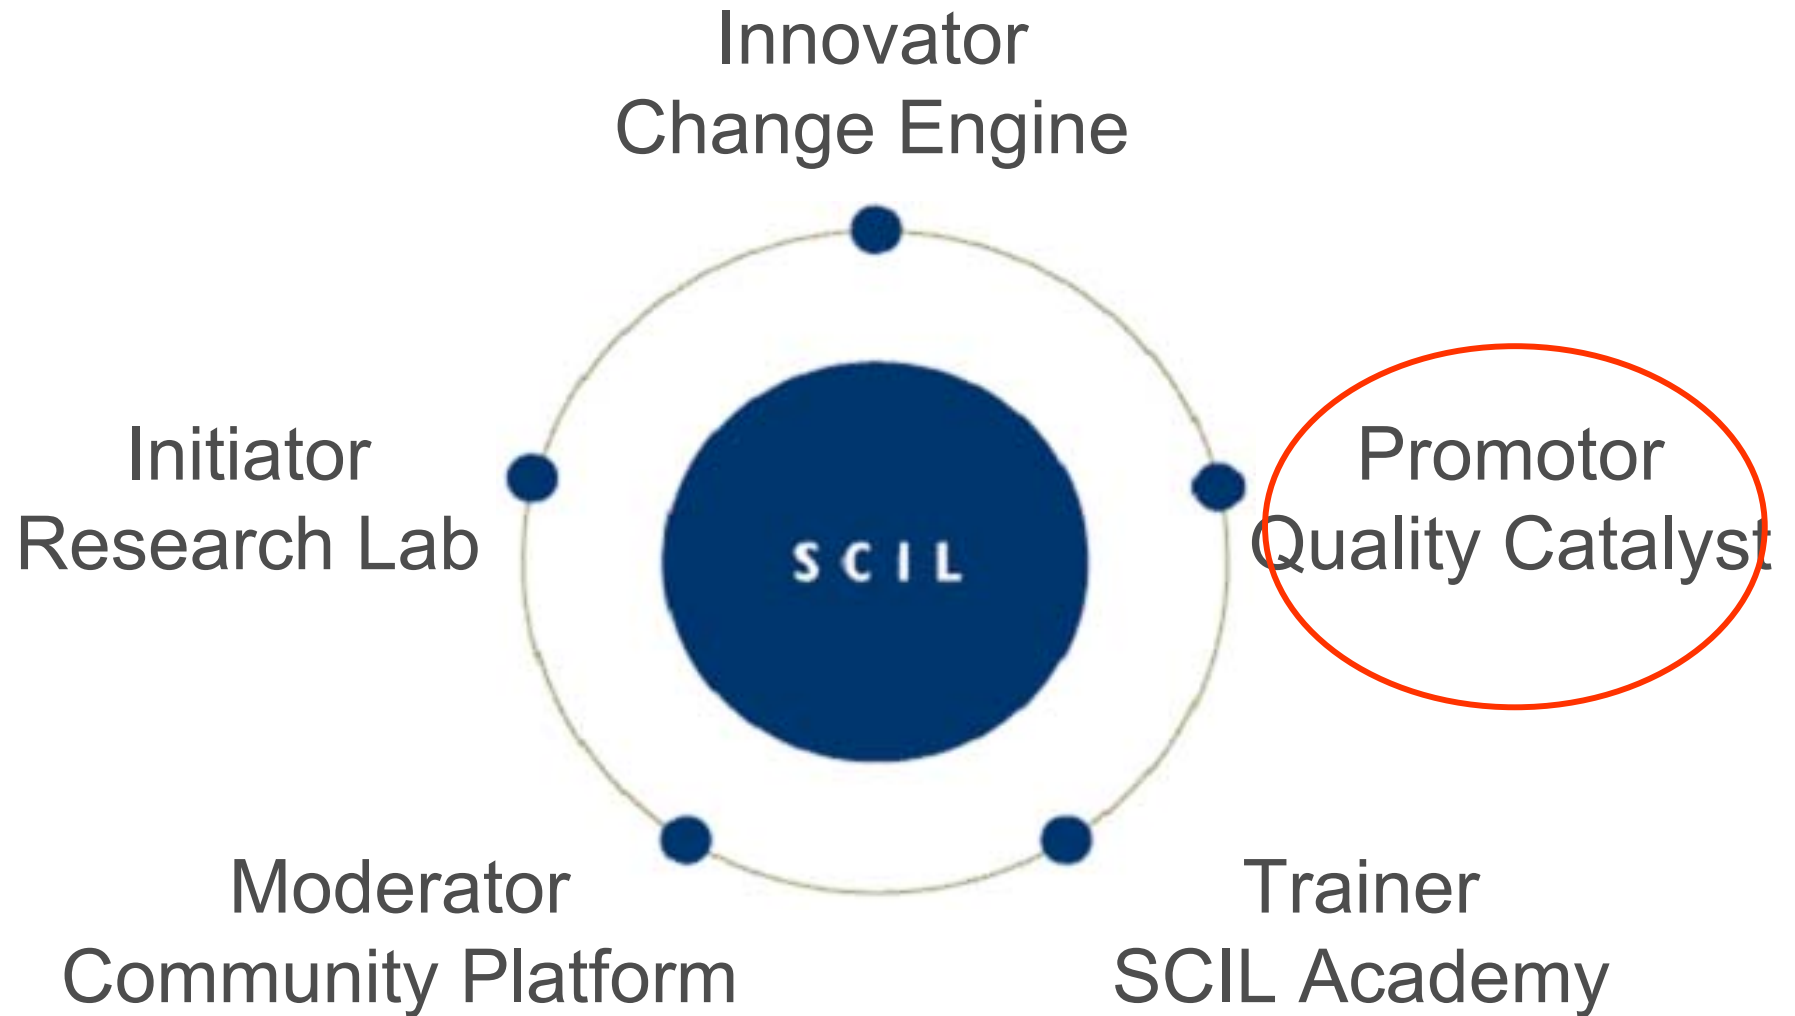 Innovator
Change Engine
Initiator
Research Lab
Promotor
Quality Catalyst
SCIL
Moderator
Community Platform
Trainer
SCIL Academy